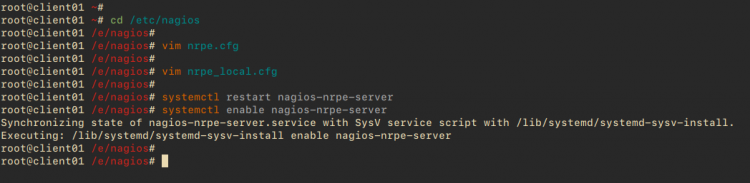 root@client01 ~#
root@client01 ~# cd /etc/nagios
root@client01 /e/nagios#
root@client01 /e/nagios# vim nrpe.cfg
root@client01 /e/nagios#
root@client01 /e/nagios# vim nrpe_local.cfg
root@client01 /e/nagios#
root@client01 /e/nagios# systemctl restart nagios-nrpe-server
root@client01 /e/nagios# systemctl enable nagios-nrpe-server
Synchronizing state of nagios-nrpe-server.service with SysV service script with /lib/systemd/systemd-sysv-install.
Executing: /lib/systemd/systemd-sysv-install enable nagios-nrpe-server
root@client01 /e/nagios#
root@client01 /e/nagios#